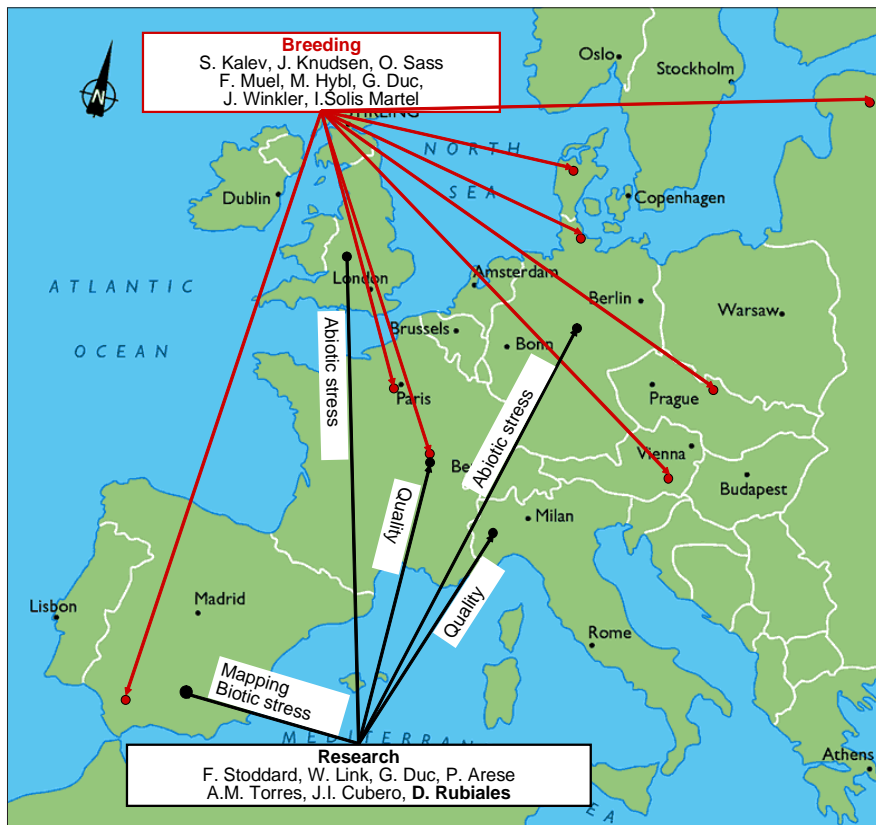 Breeding
S. Kalev, J. Knudsen, O. Sass
F. Muel, M. Hybl, G. Duc,
J. Winkler, I.Solis Martel
N
Oslo
Stockholm
NORTH
SEA
Dublin
Copenhagen
ATLANTIC
OCEAN
London
Amsterdam
Berlin
Warsaw
Brussels
Bonn
Abiotic stress
Paris
Prague
Abiotic stress
Vienna
Budapest
Quality
Milan
Quality
Lisbon
Madrid
Rome
Mapping
Biotic stress
Athens
Research
F. Stoddard, W. Link, G. Duc, P. Arese
A.M. Torres, J.I. Cubero, D. Rubiales